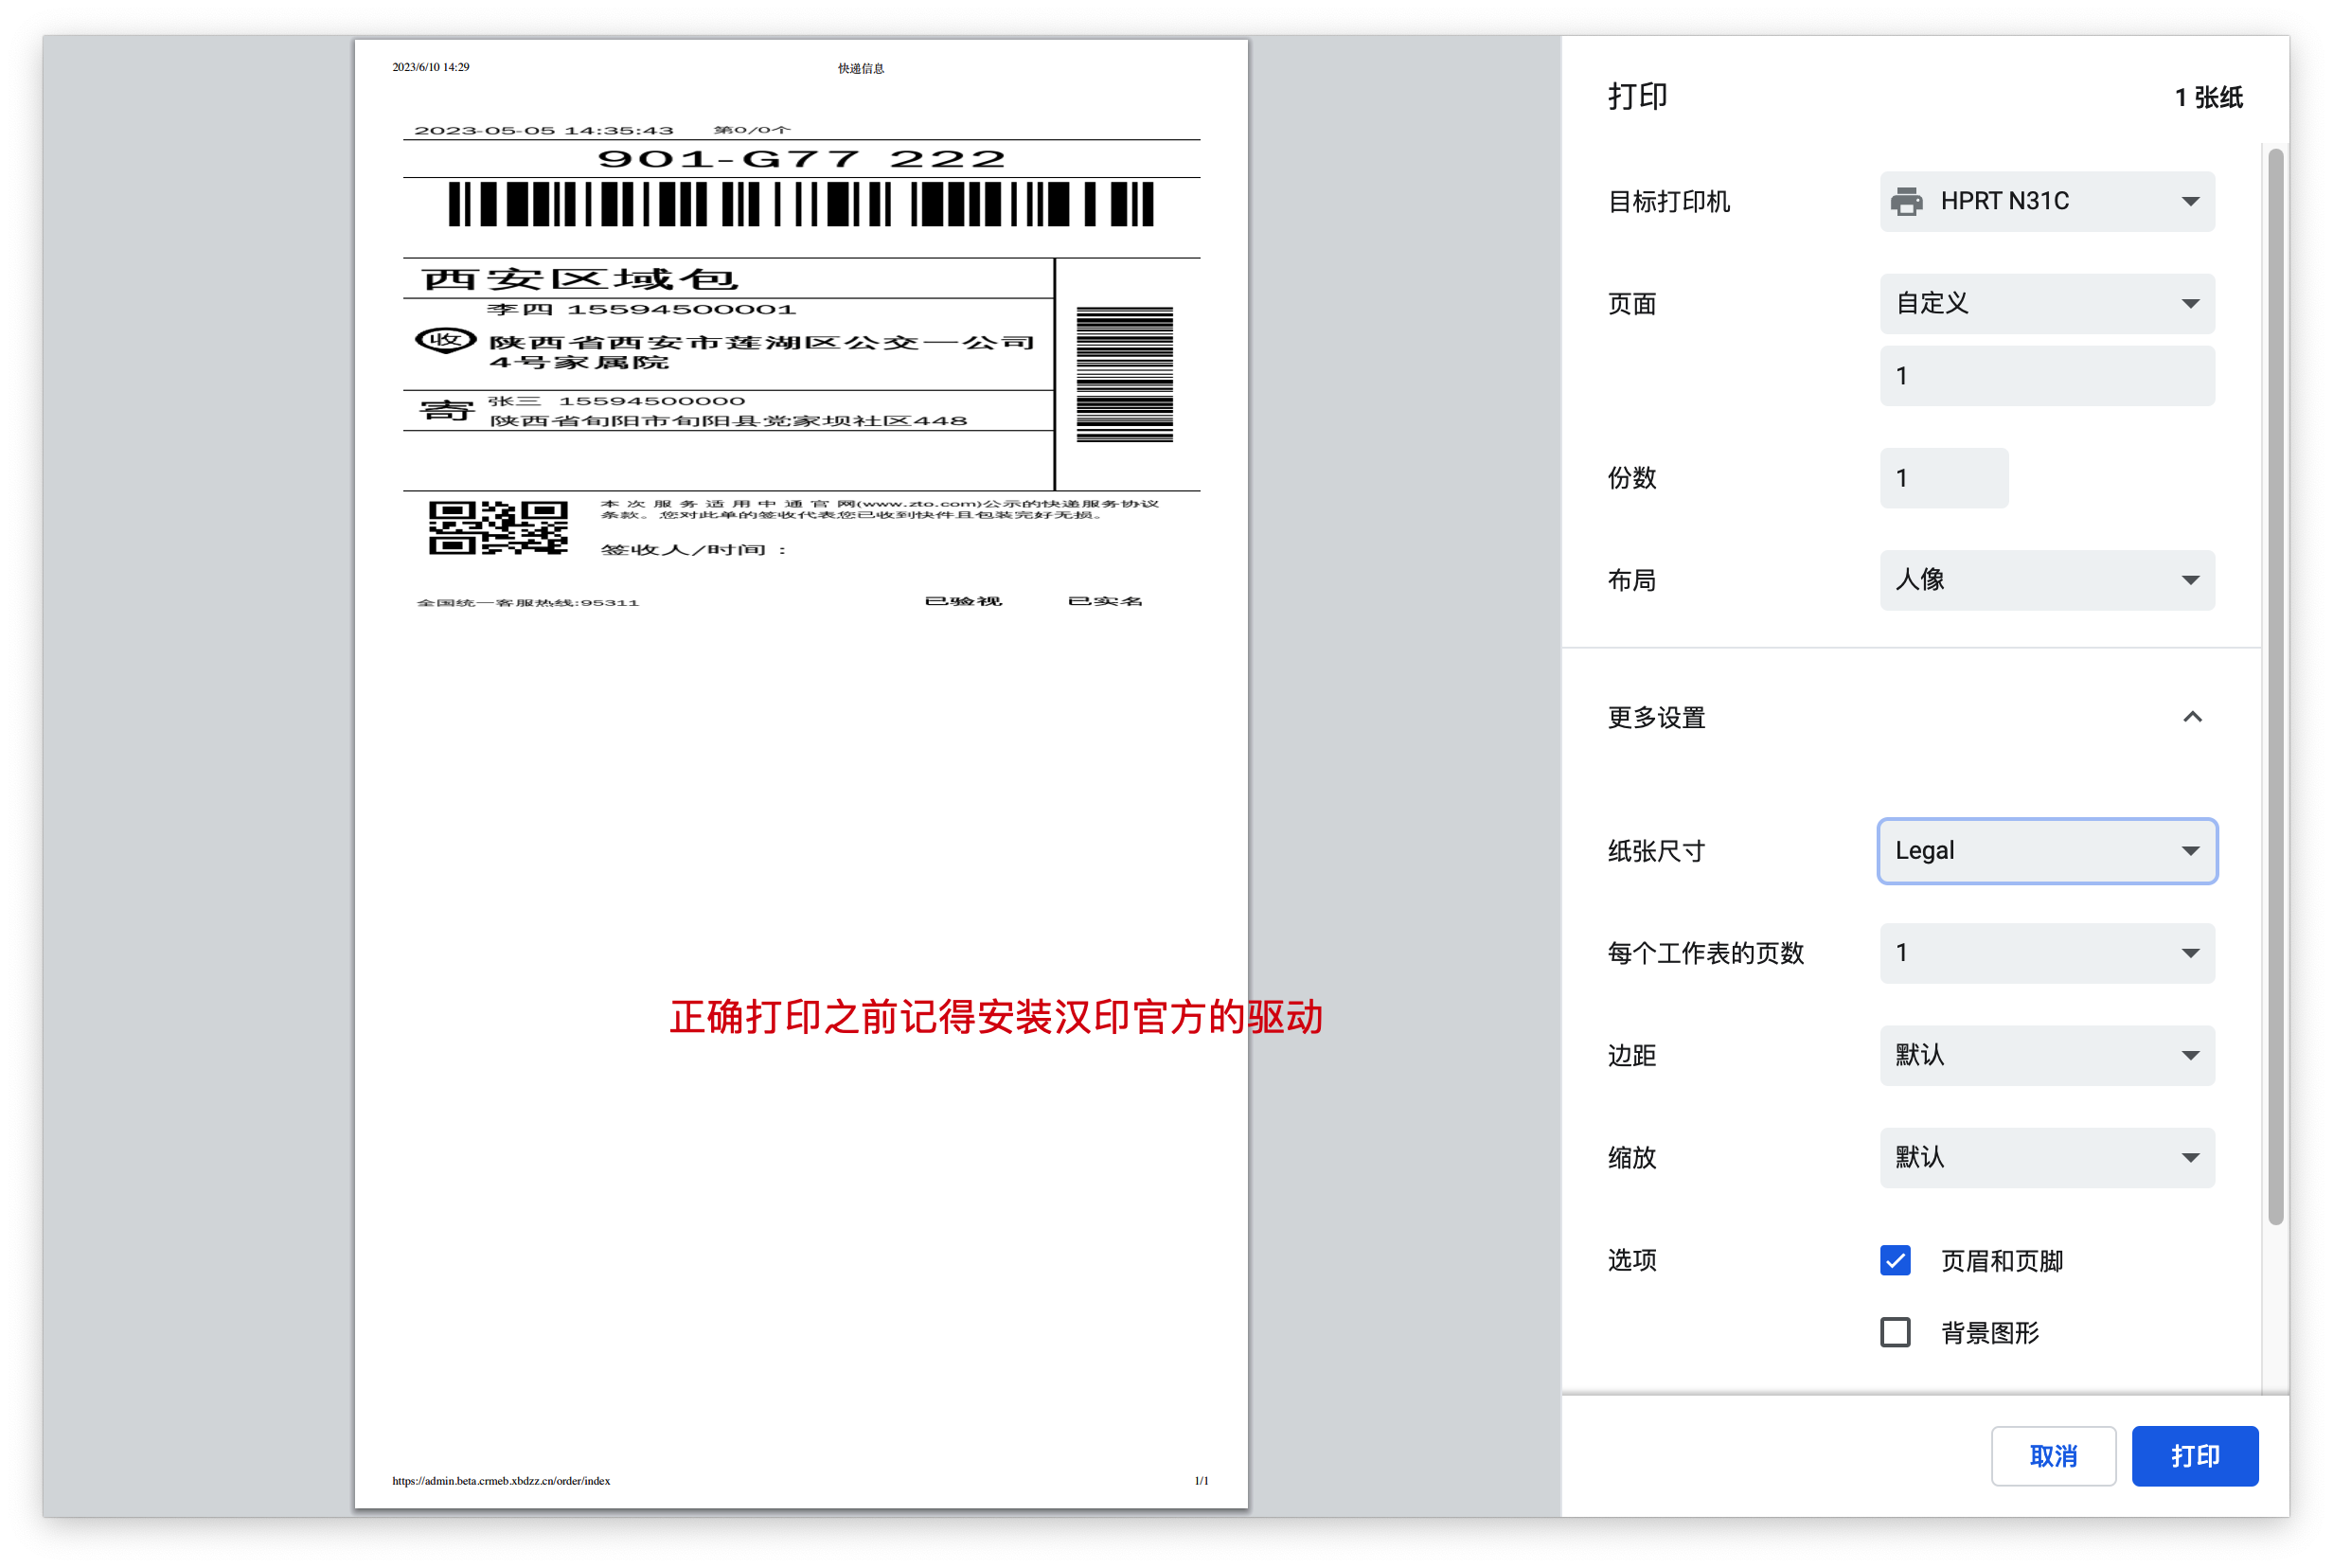 2023/6/10 14:29
快递信息
2023-05-05 14:35:43 第0/0个
901-G77 222
西安区域包
李四 15594500001
收
陕西省西安市莲湖区公交一公司
4号家属院
寄
张三 15594500000
陕西省旬阳市旬阳县党家坝社区448
本次服务适用中通官网(www.zto.com)公示的快递服务协议
条款。您对此单的签收代表您已收到快件且包装完好无损。
签收人/时间：
全国统一客服热线:95311
已验视 已实名
正确打印之前记得安装汉印官方的驱动
https://admin.beta.crmeb.xbdzz.cn/order/index
1/1
打印
1 张纸
目标打印机
HPRT N31C
页面
自定义
1
份数
1
布局
人像
更多设置
纸张尺寸
Legal
每个工作表的页数
1
边距
默认
缩放
默认
选项
页眉和页脚
背景图形
取消
打印